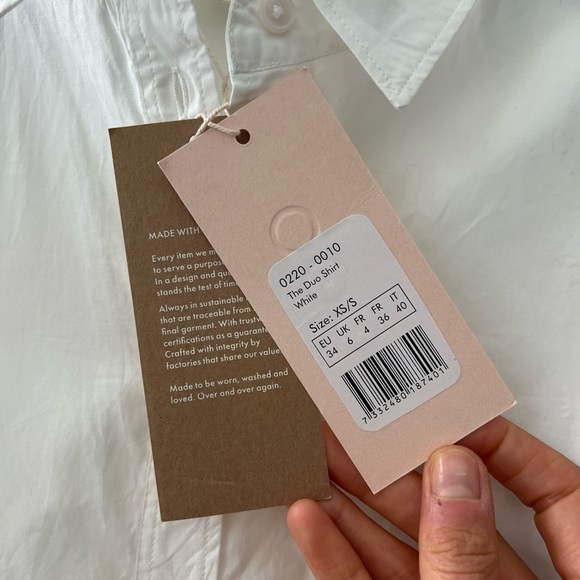 MADE WITH
Every item we m
to serve a purpos
In a design and qu
stands the test of tim
Always in sustainable
that are traceable from
final garment. With trustw
certifications as a guarante
Crafted with integrity by
factories that share our value
Made to be worn, washed and
loved. Over and over again.
0220 - 0010
The Duo Shirt
White
Size: XS/S
EU UK FR FR IT
34 6 4 36 40
7332480187401